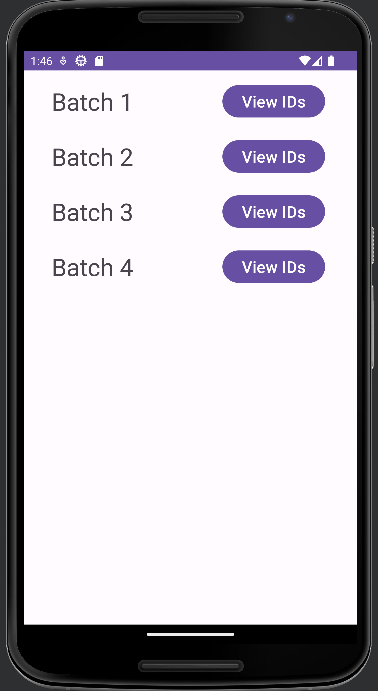 1:46
Batch 1 View IDs
Batch 2 View IDs
Batch 3 View IDs
Batch 4 View IDs